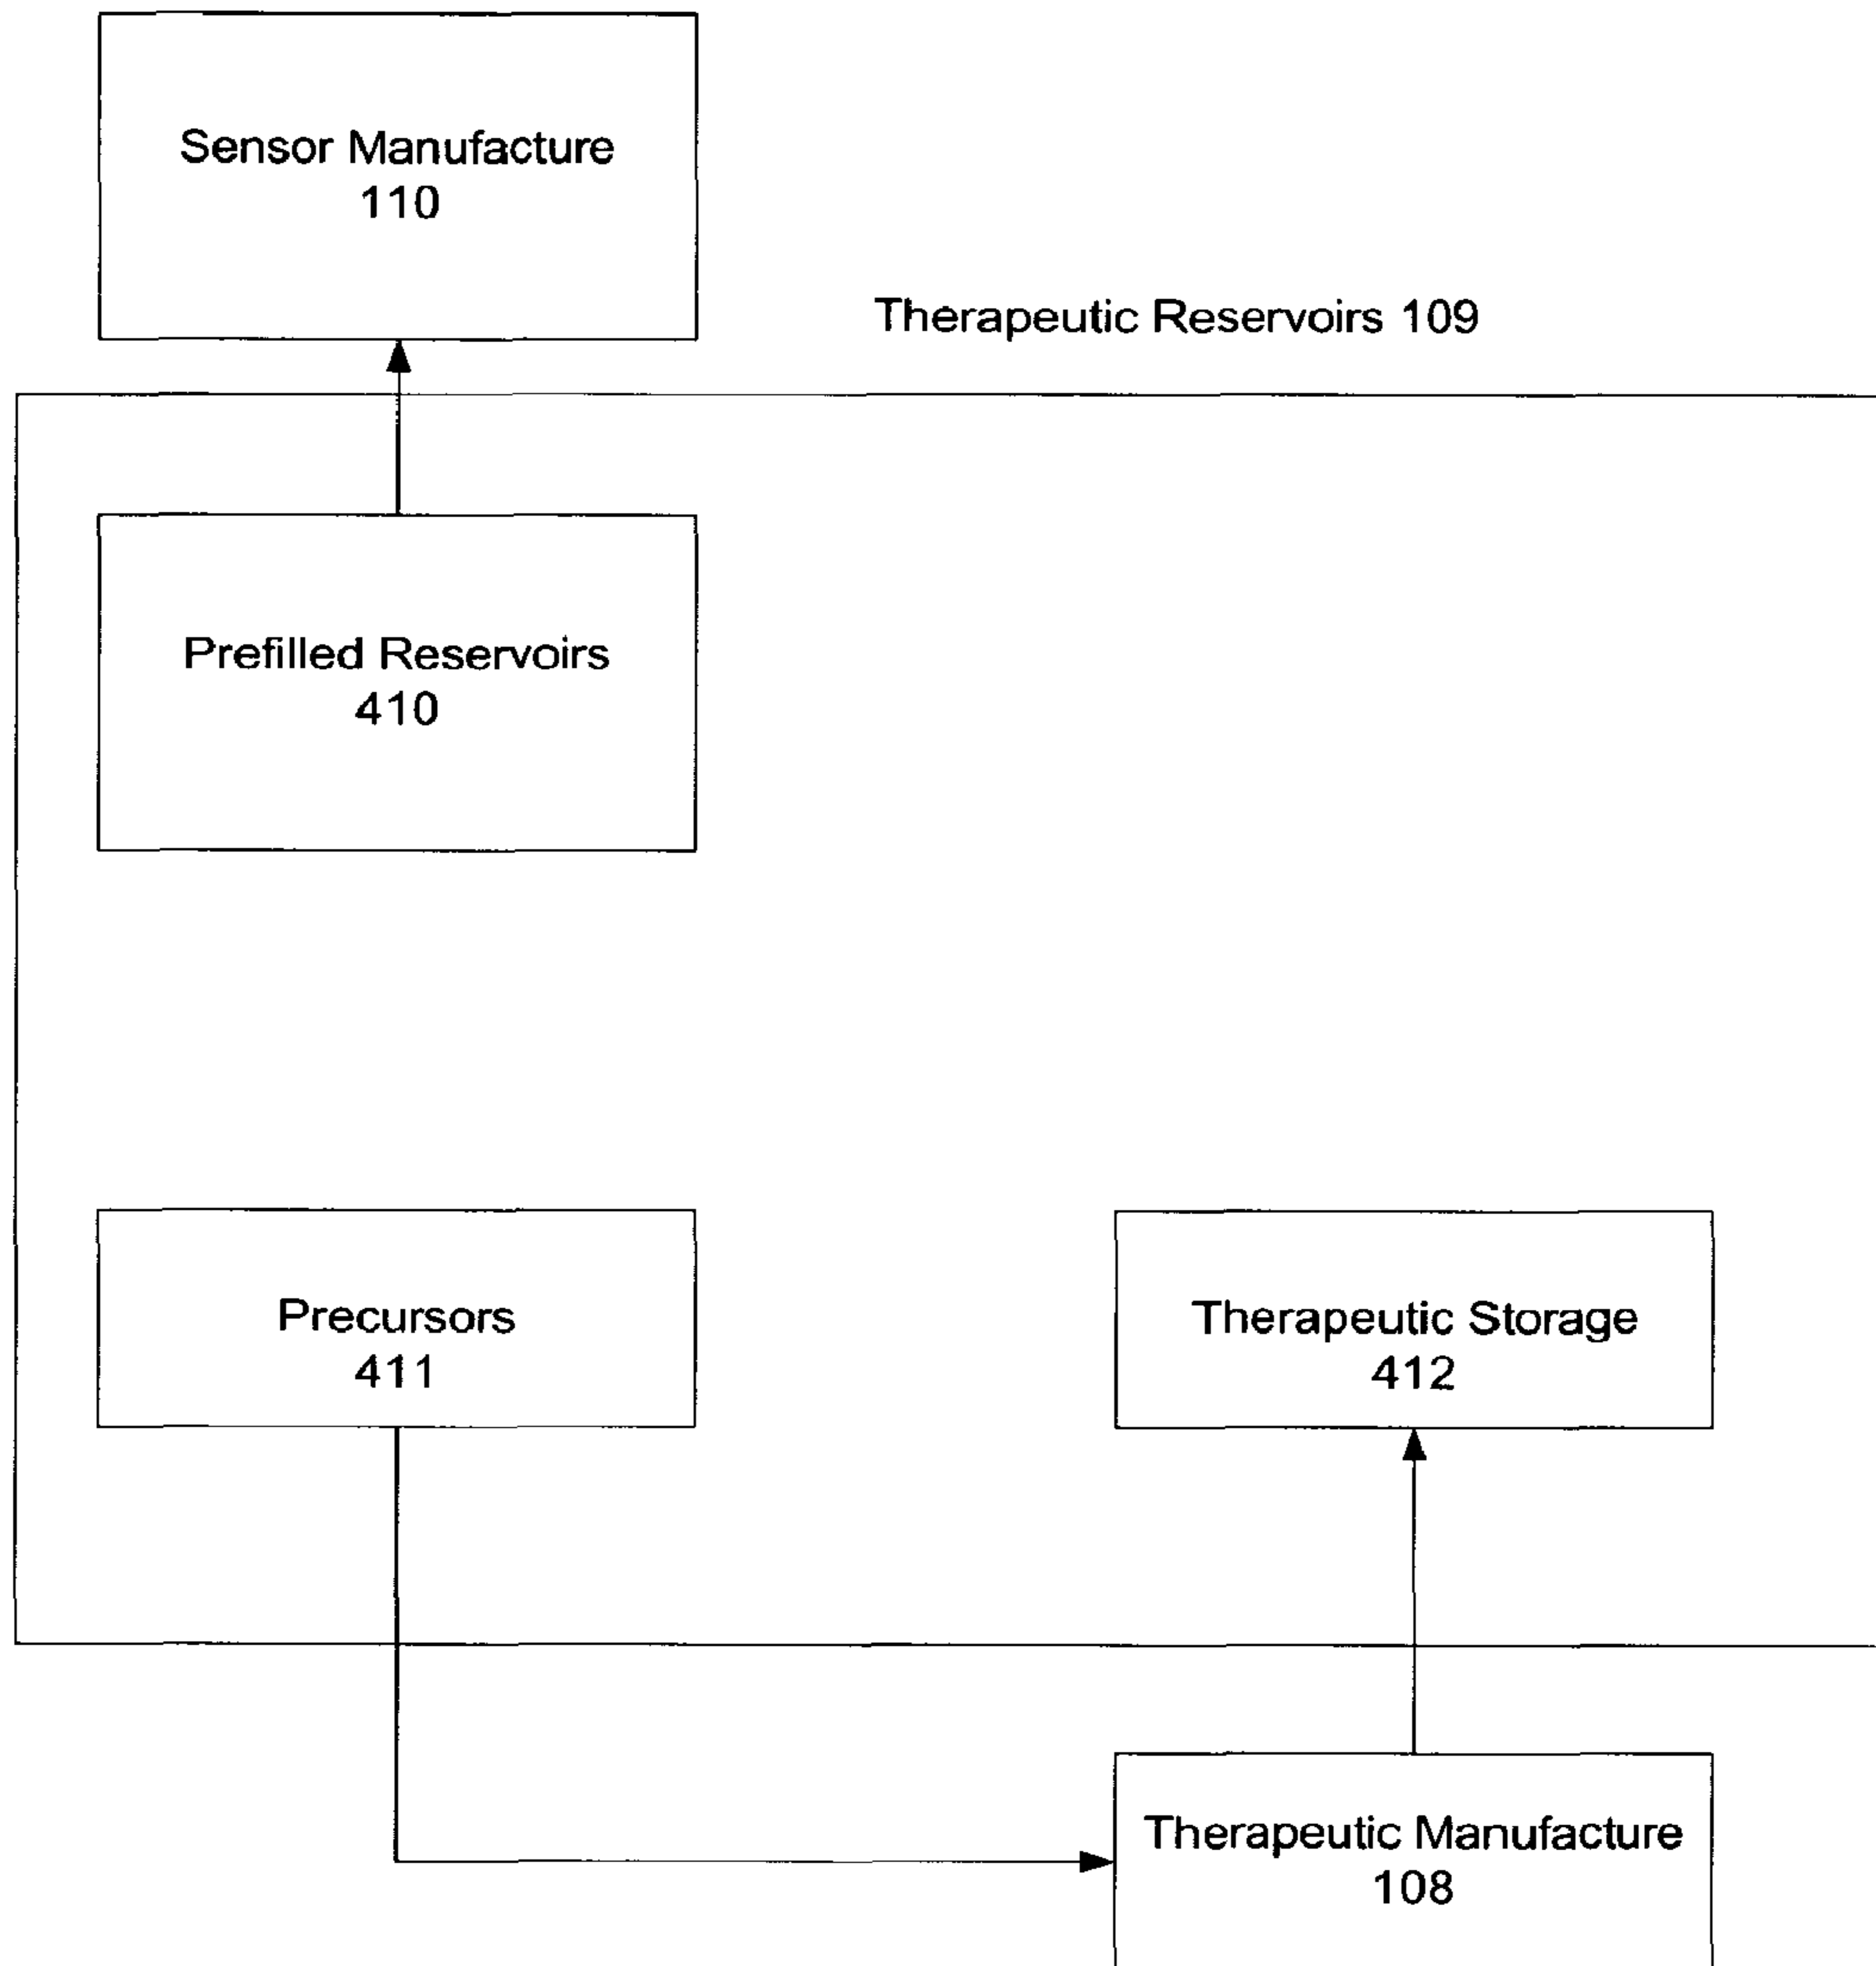 Sensor Manufacture
110
Therapeutic Reservoirs 109
Prefilled Reservoirs
410
Precursors
411
Therapeutic Storage
412
Therapeutic Manufacture
108